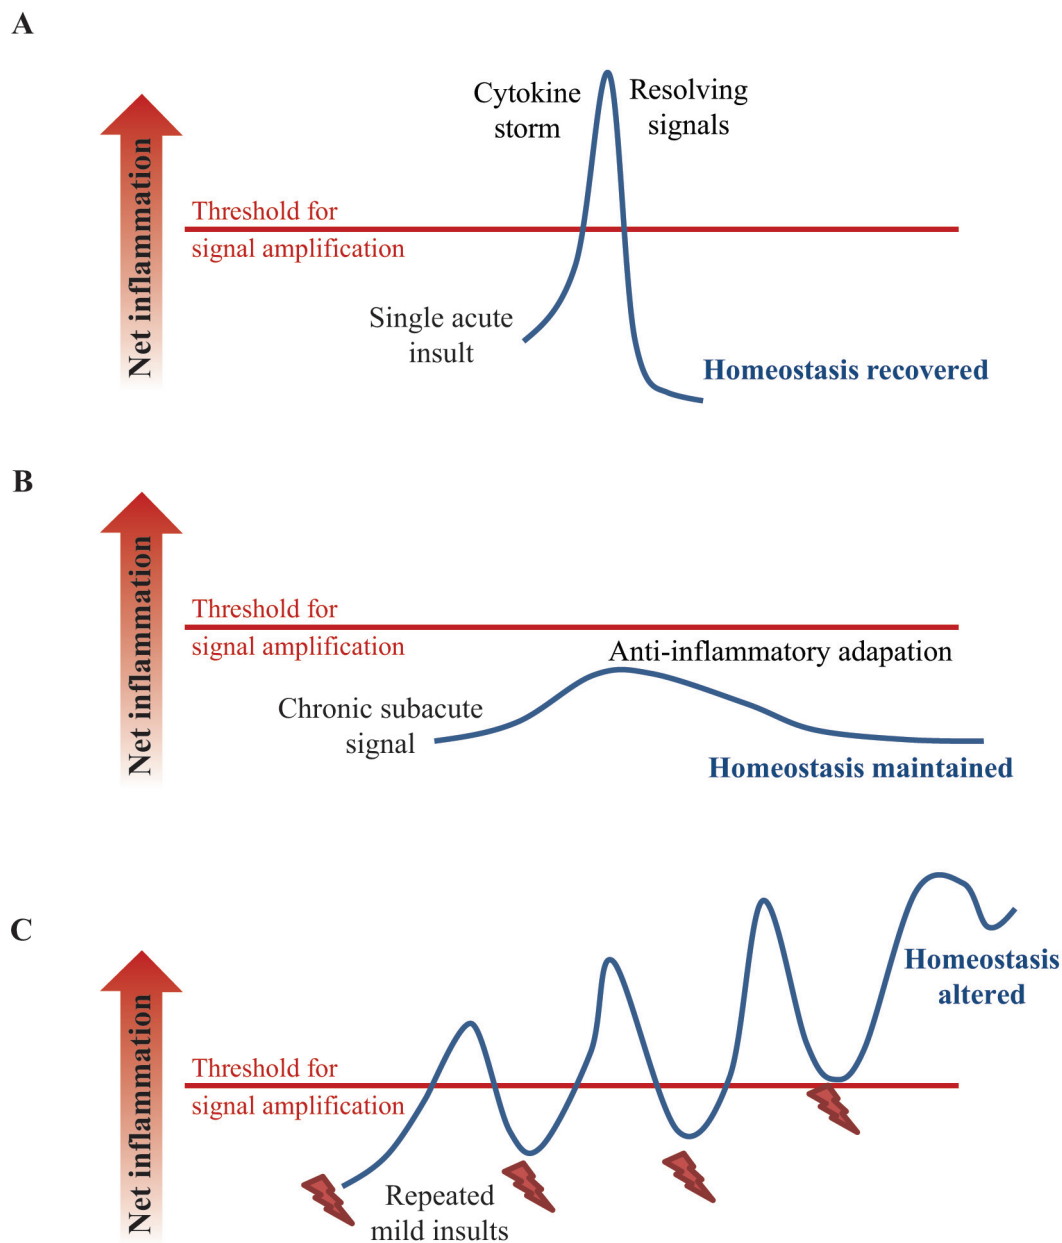 A
Cytokine
storm
Resolving
signals
Net inflammation
Threshold for
signal amplification
Single acute
insult
Homeostasis recovered
B
Net inflammation
Threshold for
signal amplification
Anti-inflammatory adapation
Chronic subacute
signal
Homeostasis maintained
C
Homeostasis
altered
Net inflammation
Threshold for
signal amplification
Repeated
mild insults